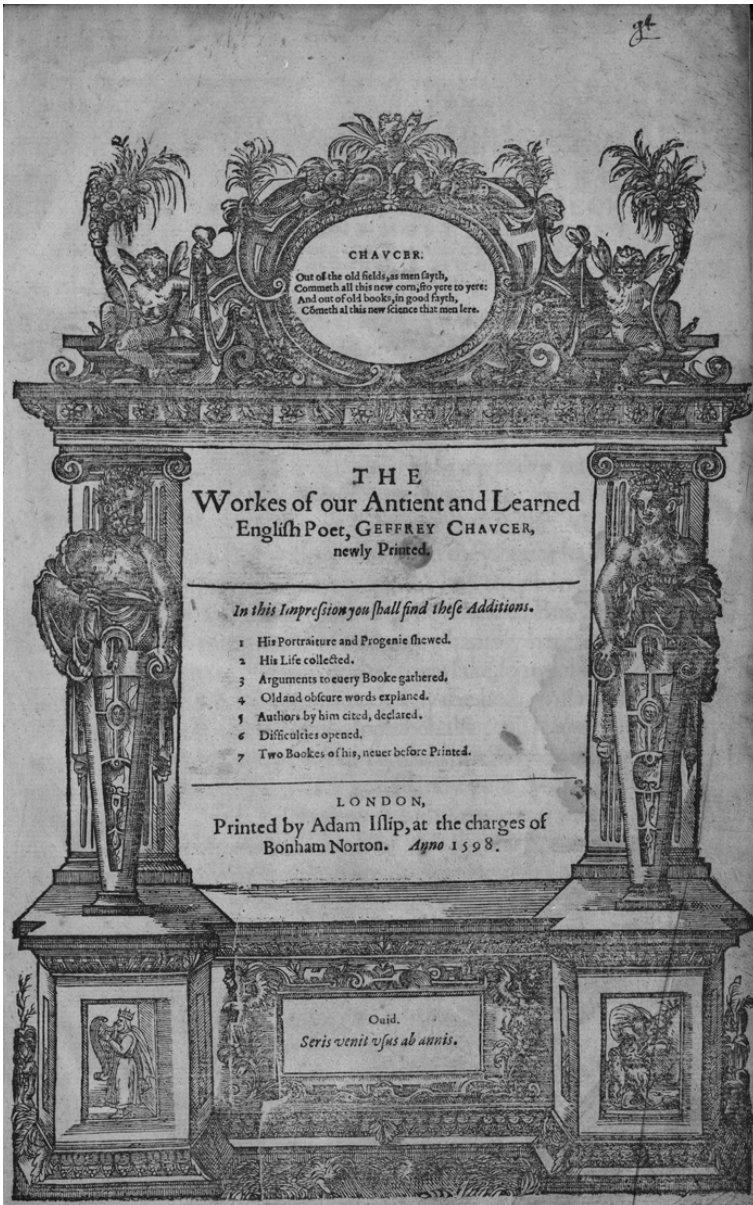 g4
CHAVCER.
Out of the old fields, as men ſayth,
Commeth all this new corn, frō yere to yere:
And out of old books, in good fayth,
Cōmeth al this new ſcience that men lere.
THE
Workes of our Antient and Learned
Engliſh Poet, GEFFREY CHAVCER,
newly Printed.
In this Impreſsion you ſhall find theſe Additions.
1 His Portraiture and Progenie ſhewed.
2 His Life collected.
3 Arguments to euery Booke gathered.
4 Old and obſcure words explaned.
5 Authors by him cited, declared.
6 Difficulties opened.
7 Two Bookes of his, neuer before Printed.
LONDON,
Printed by Adam Iſlip, at the charges of
Bonham Norton. Anno 1598.
Ouid.
Seris venit vſus ab annis.